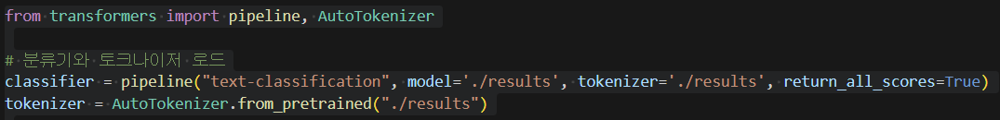 from transformers import pipeline, AutoTokenizer
# 분류기와 토크나이저 로드
classifier = pipeline("text-classification", model='./results', tokenizer='./results', return_all_scores=True)
tokenizer = AutoTokenizer.from_pretrained("./results")